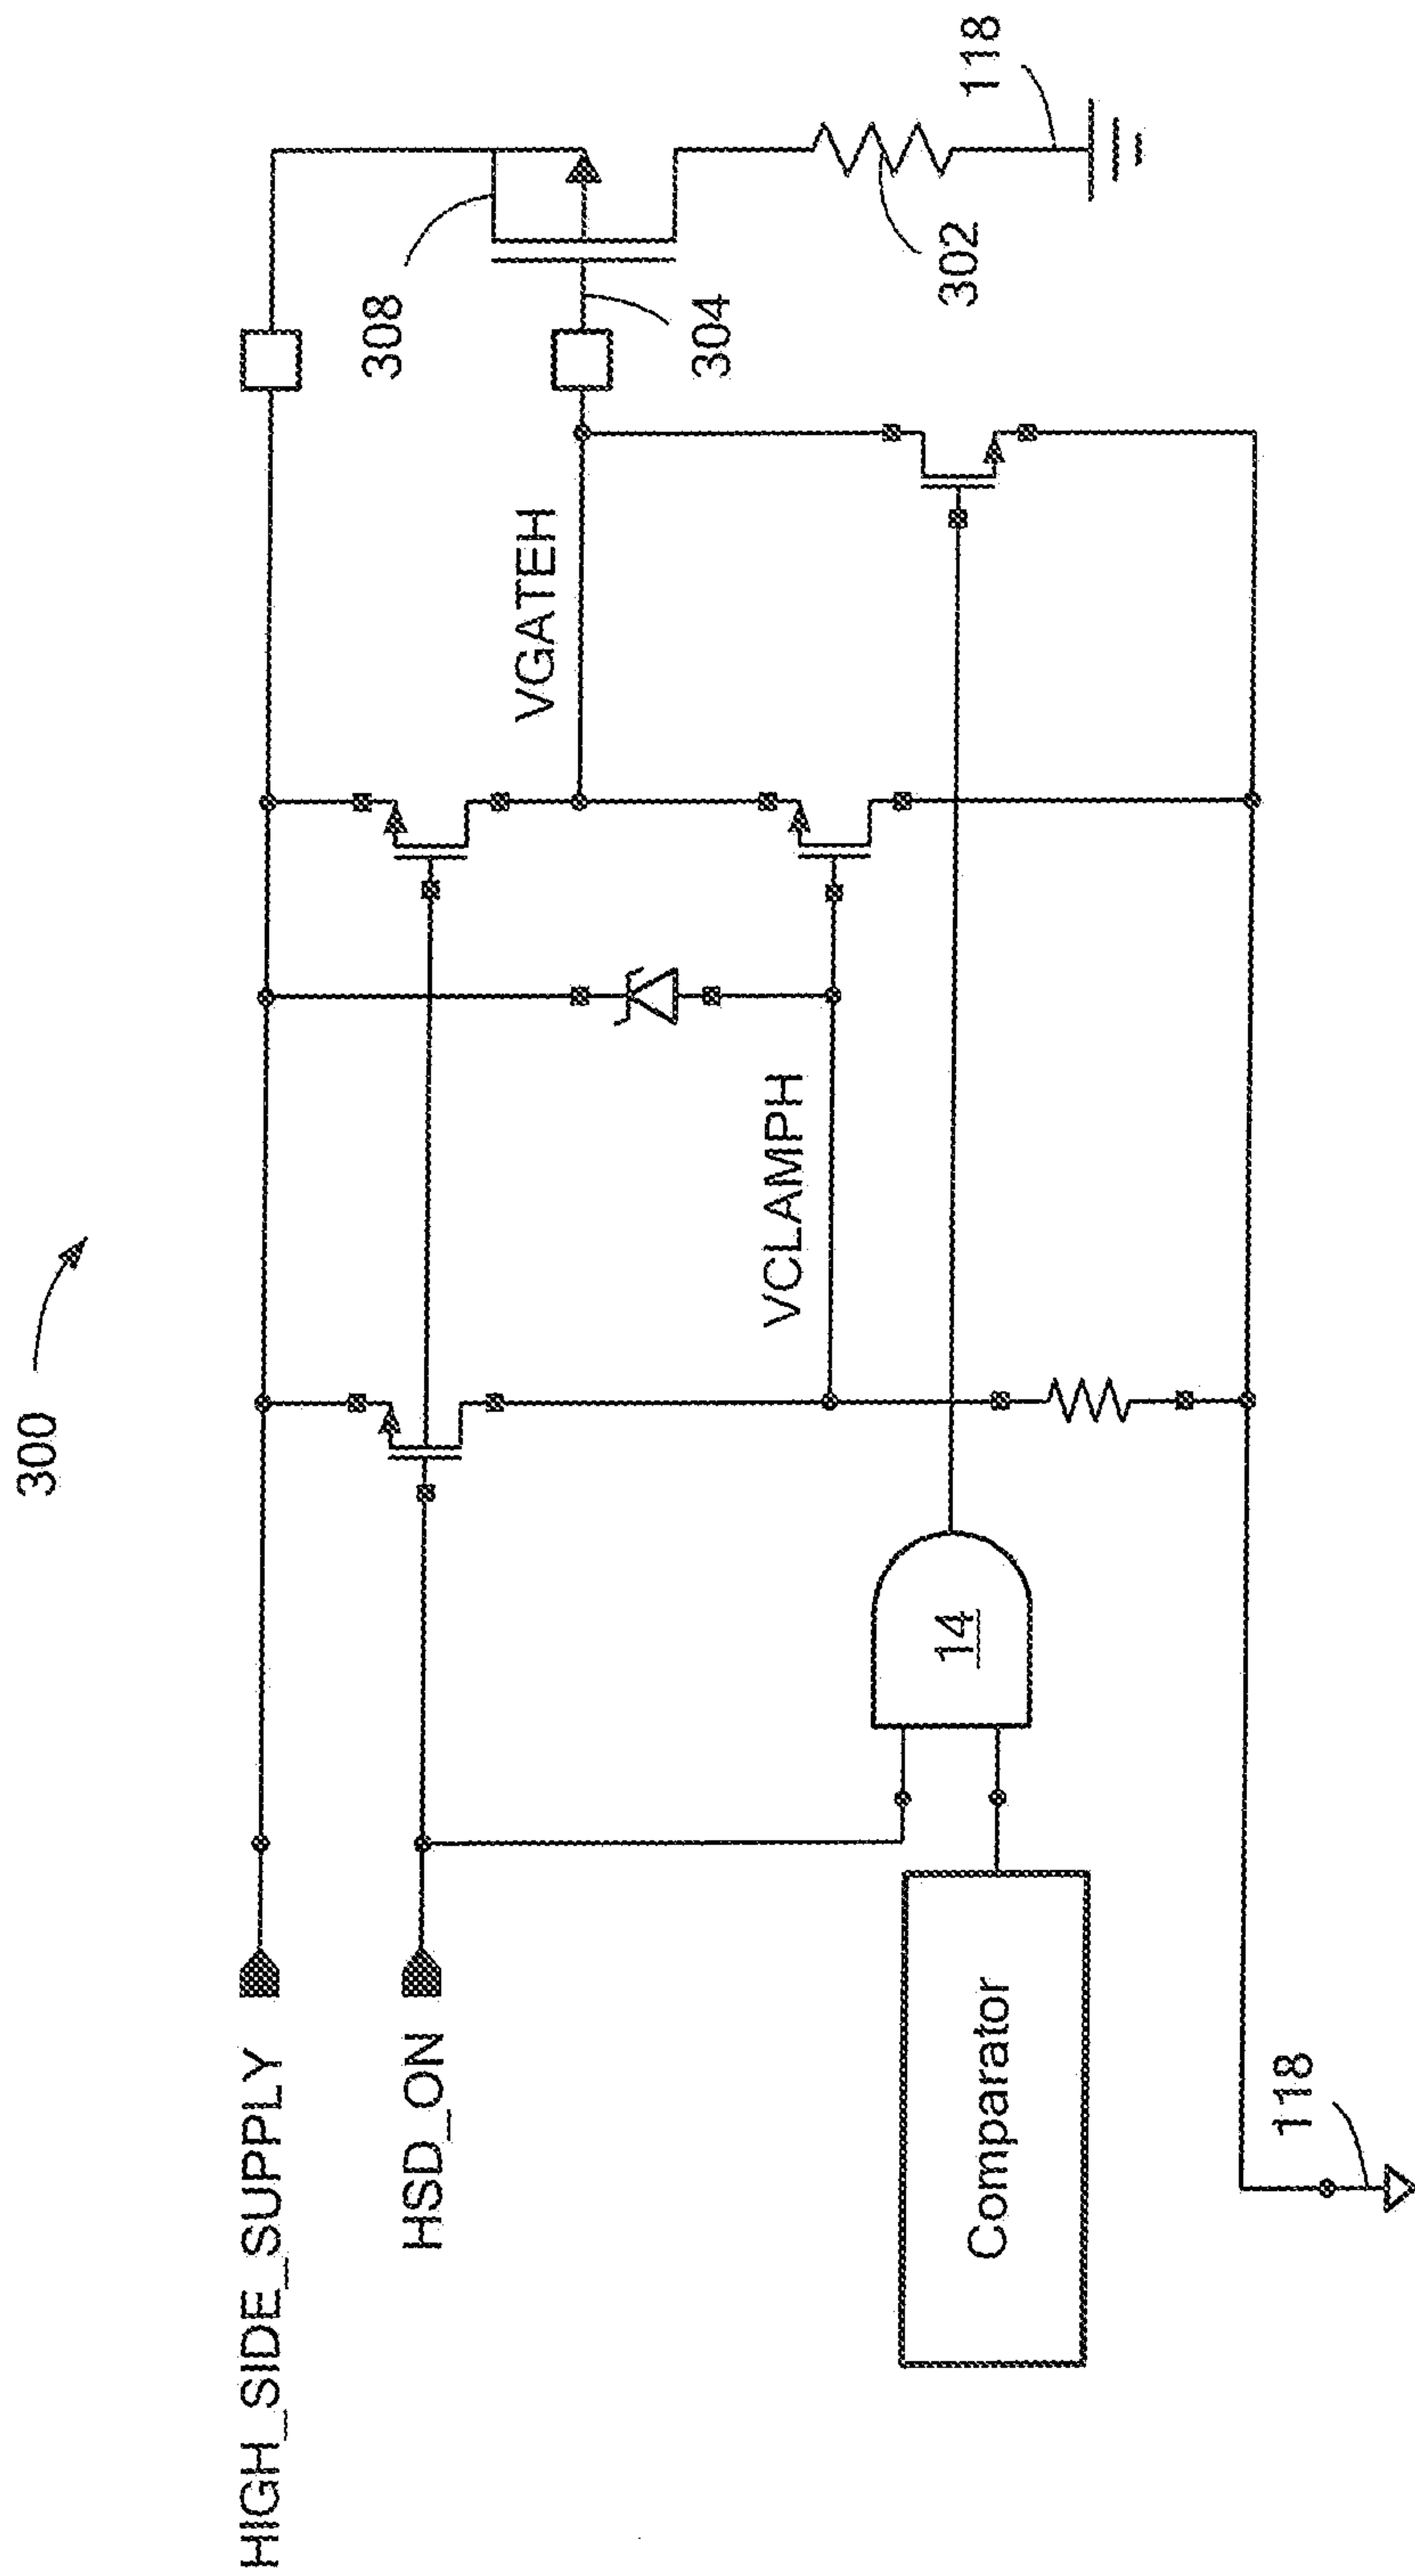 300
HIGH_SIDE_SUPPLY
HSD_ON
308
VGATEH
304
VCLAMPH
14
Comparator
302
118
118